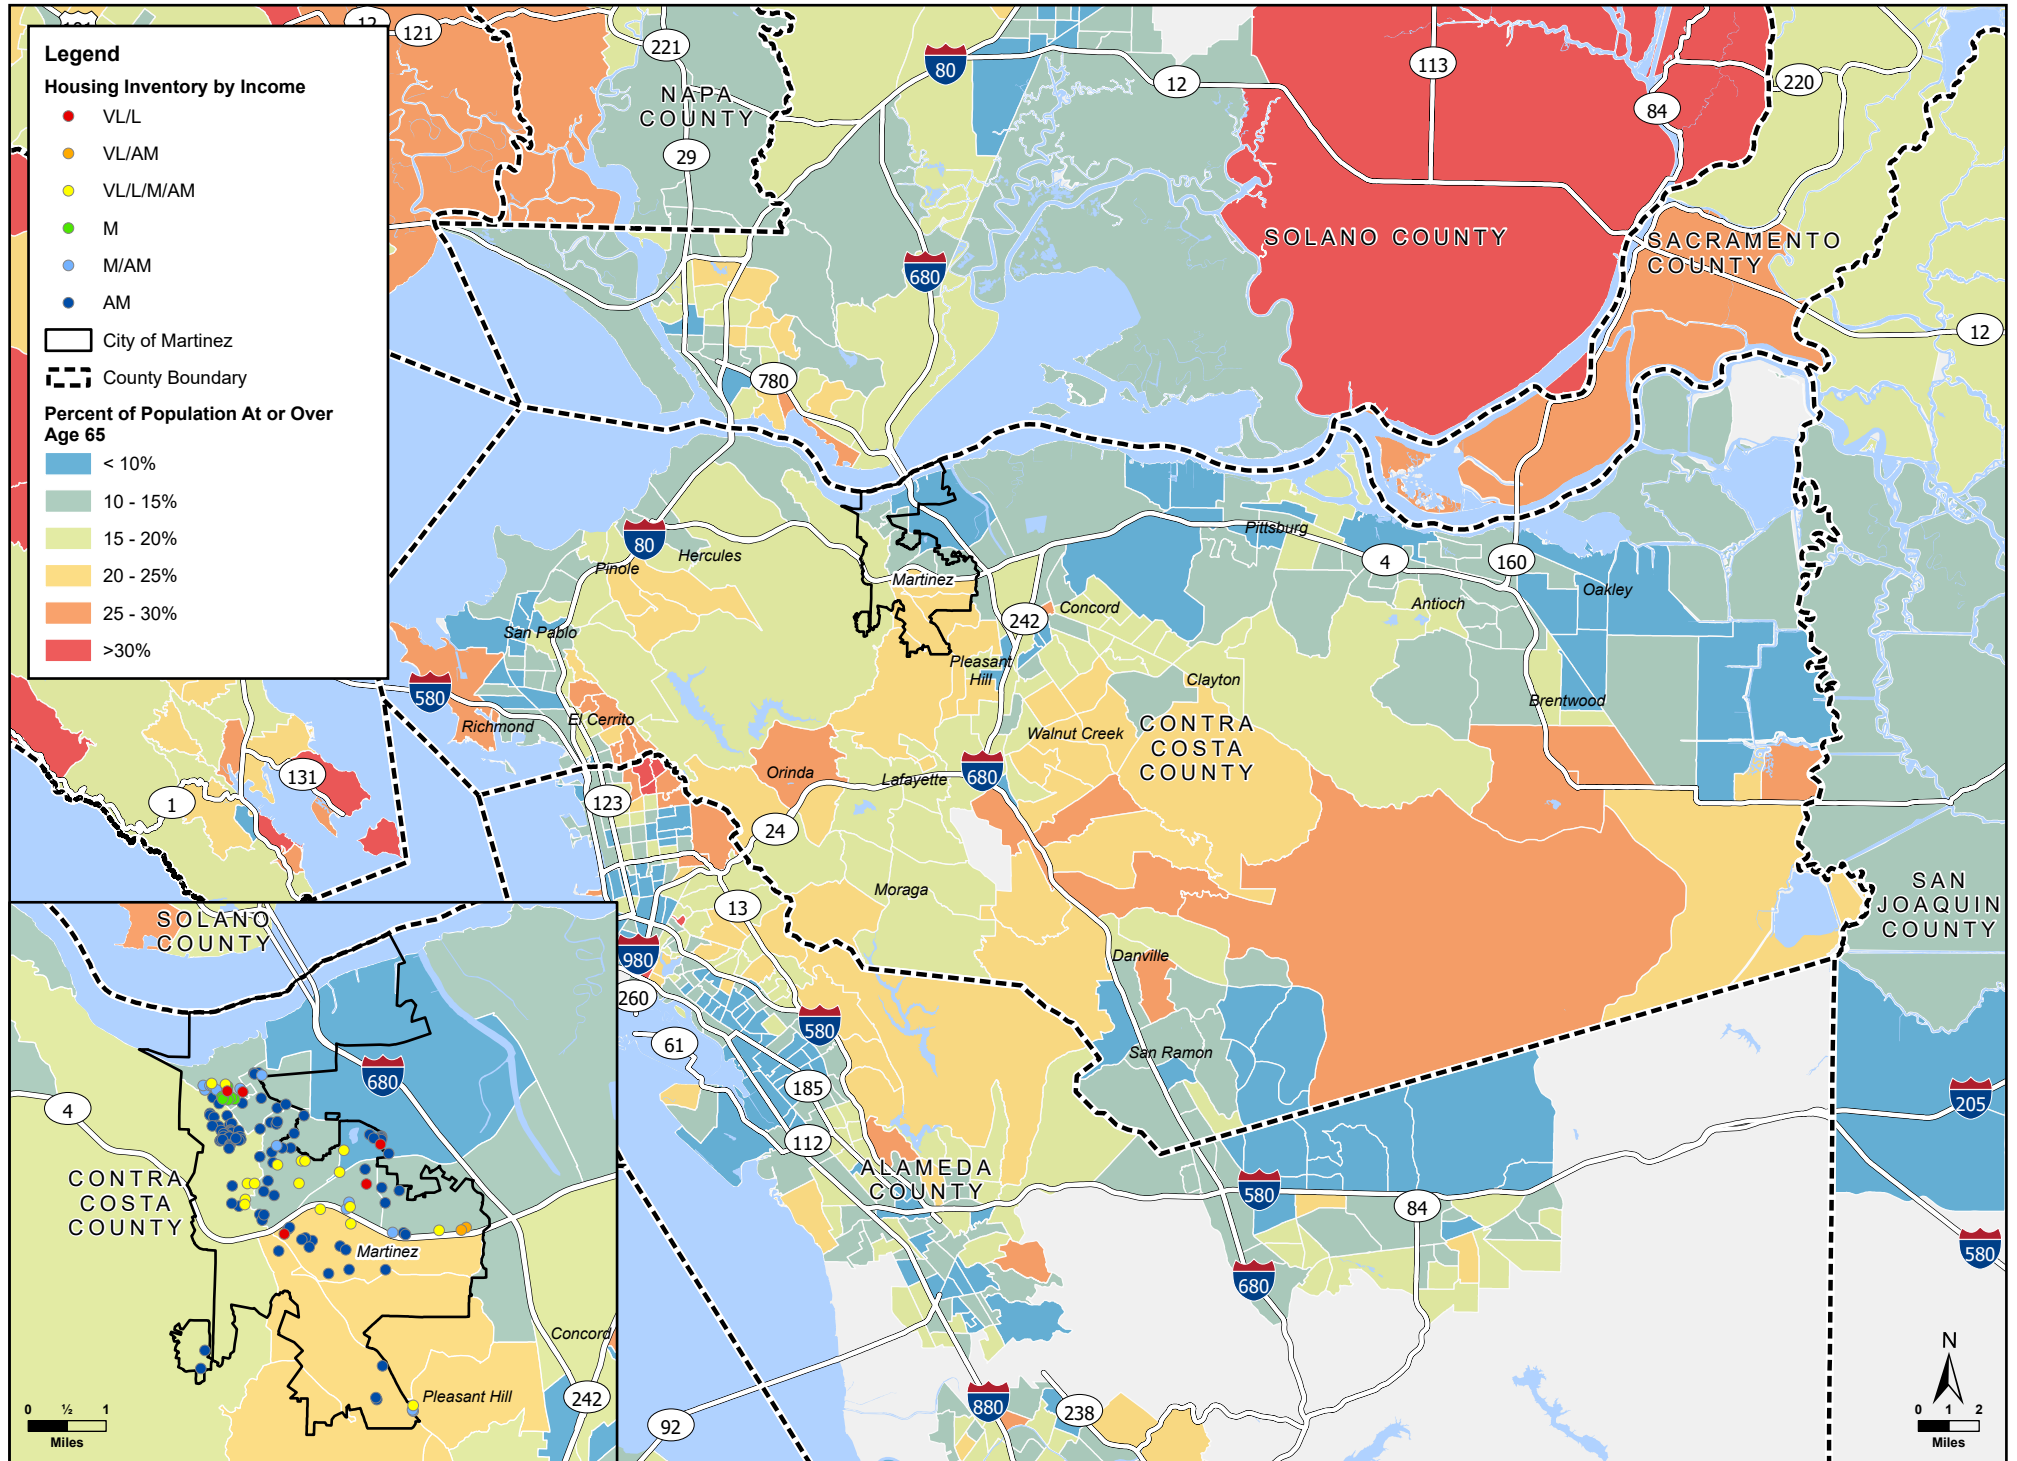 Legend
Housing Inventory by Income
VL/L
VL/AM
VL/L/M/AM
M
M/AM
AM
City of Martinez
County Boundary
Percent of Population At or Over
Age 65
< 10%
10 - 15%
15 - 20%
20 - 25%
25 - 30%
>30%
12
121
221
80
12
113
84
220
NAPA
COUNTY
29
SOLANO COUNTY
SACRAMENTO
COUNTY
680
12
780
80
Hercules
Pinole
Martinez
Pittsburg
4
160
Oakley
Antioch
Concord
242
San Pablo
Pleasant
Hill
Clayton
Brentwood
580
Richmond
El Cerrito
Walnut Creek
CONTRA
COSTA
COUNTY
Orinda
Lafayette
680
131
1
123
24
Moraga
13
SAN
JOAQUIN
COUNTY
Danville
980
260
580
61
San Ramon
185
205
112
ALAMEDA
COUNTY
580
84
580
680
880
238
92
N
0 1 2
Miles
SOLANO
COUNTY
680
4
CONTRA
COSTA
COUNTY
Martinez
Concord
Pleasant Hill
242
0 ½ 1
Miles